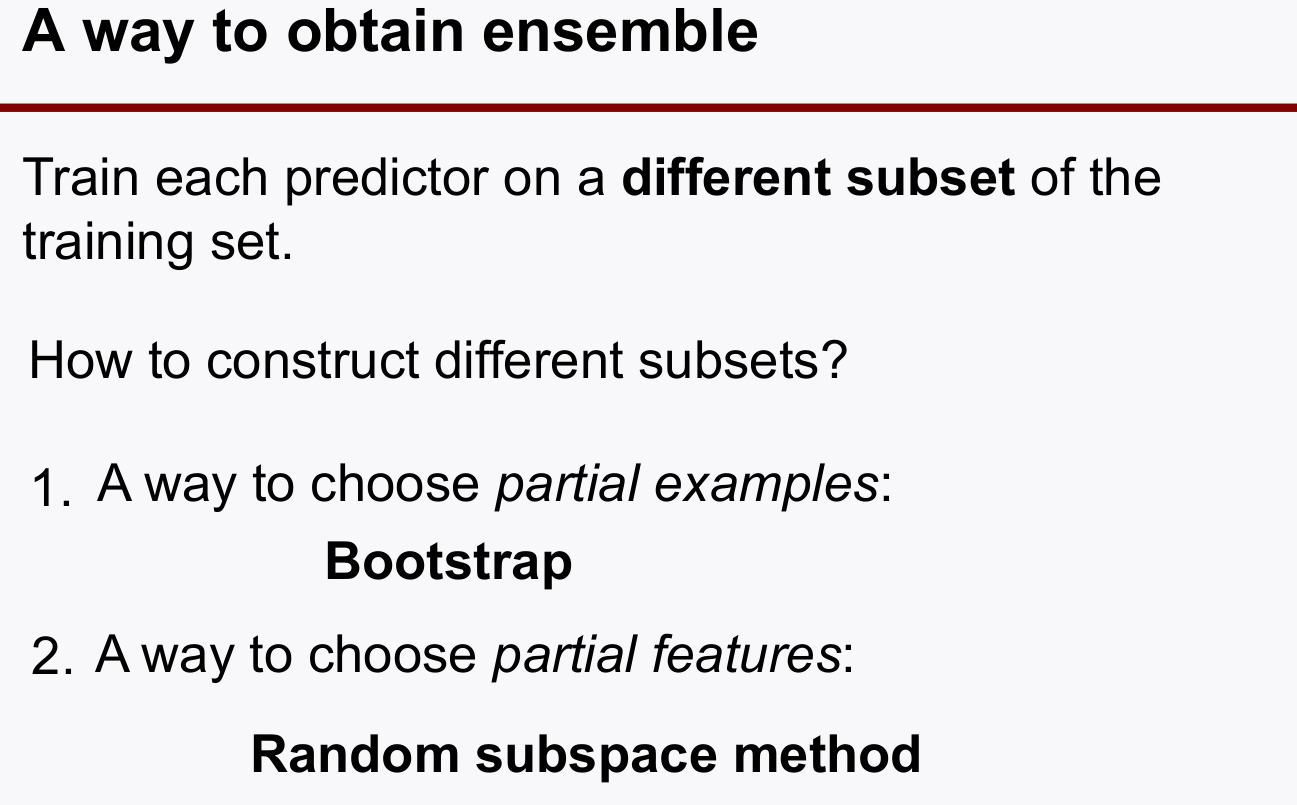 A way to obtain ensemble
Train each predictor on a different subset of the
training set.
How to construct different subsets?
1. A way to choose partial examples:
Bootstrap
2. A way to choose partial features:
Random subspace method